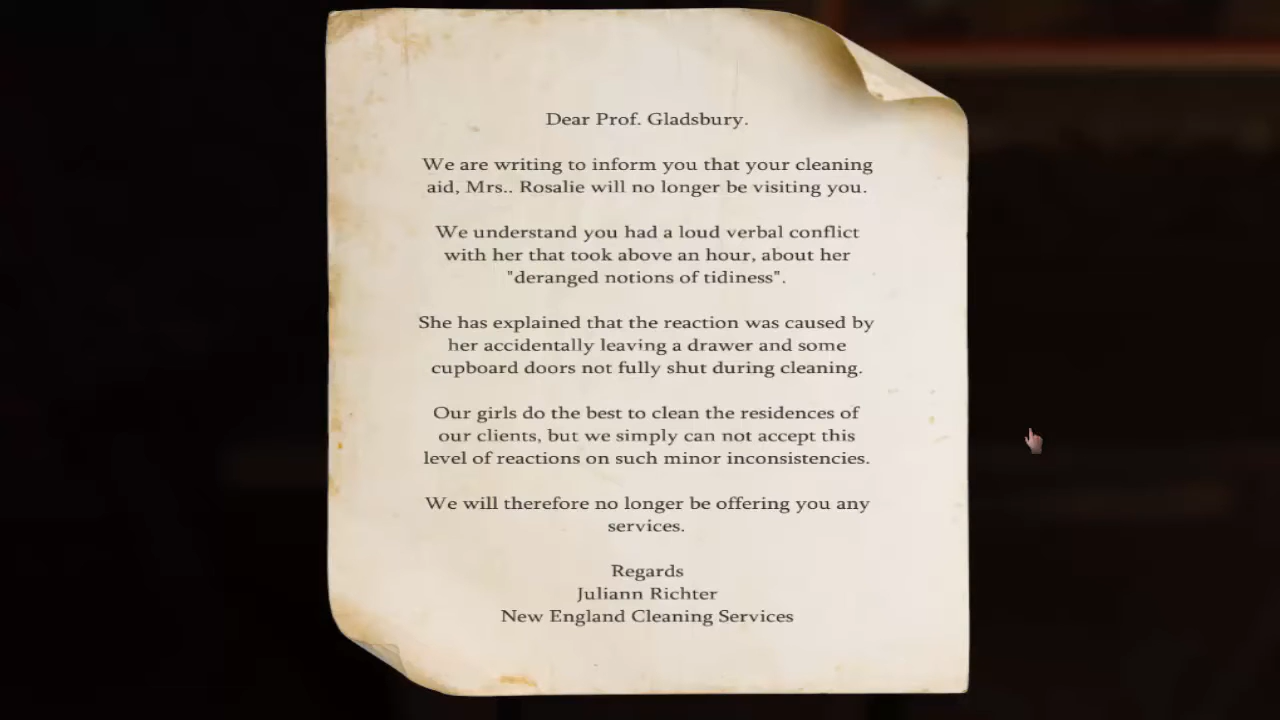 Dear Prof. Gladsbury.
We are writing to inform you that your cleaning
aid, Mrs.. Rosalie will no longer be visiting you.
We understand you had a loud verbal conflict
with her that took above an hour, about her
"deranged notions of tidiness".
She has explained that the reaction was caused by
her accidentally leaving a drawer and some
cupboard doors not fully shut during cleaning.
Our girls do the best to clean the residences of
our clients, but we simply can not accept this
level of reactions on such minor inconsistencies.
We will therefore no longer be offering you any
services.
Regards
Juliann Richter
New England Cleaning Services